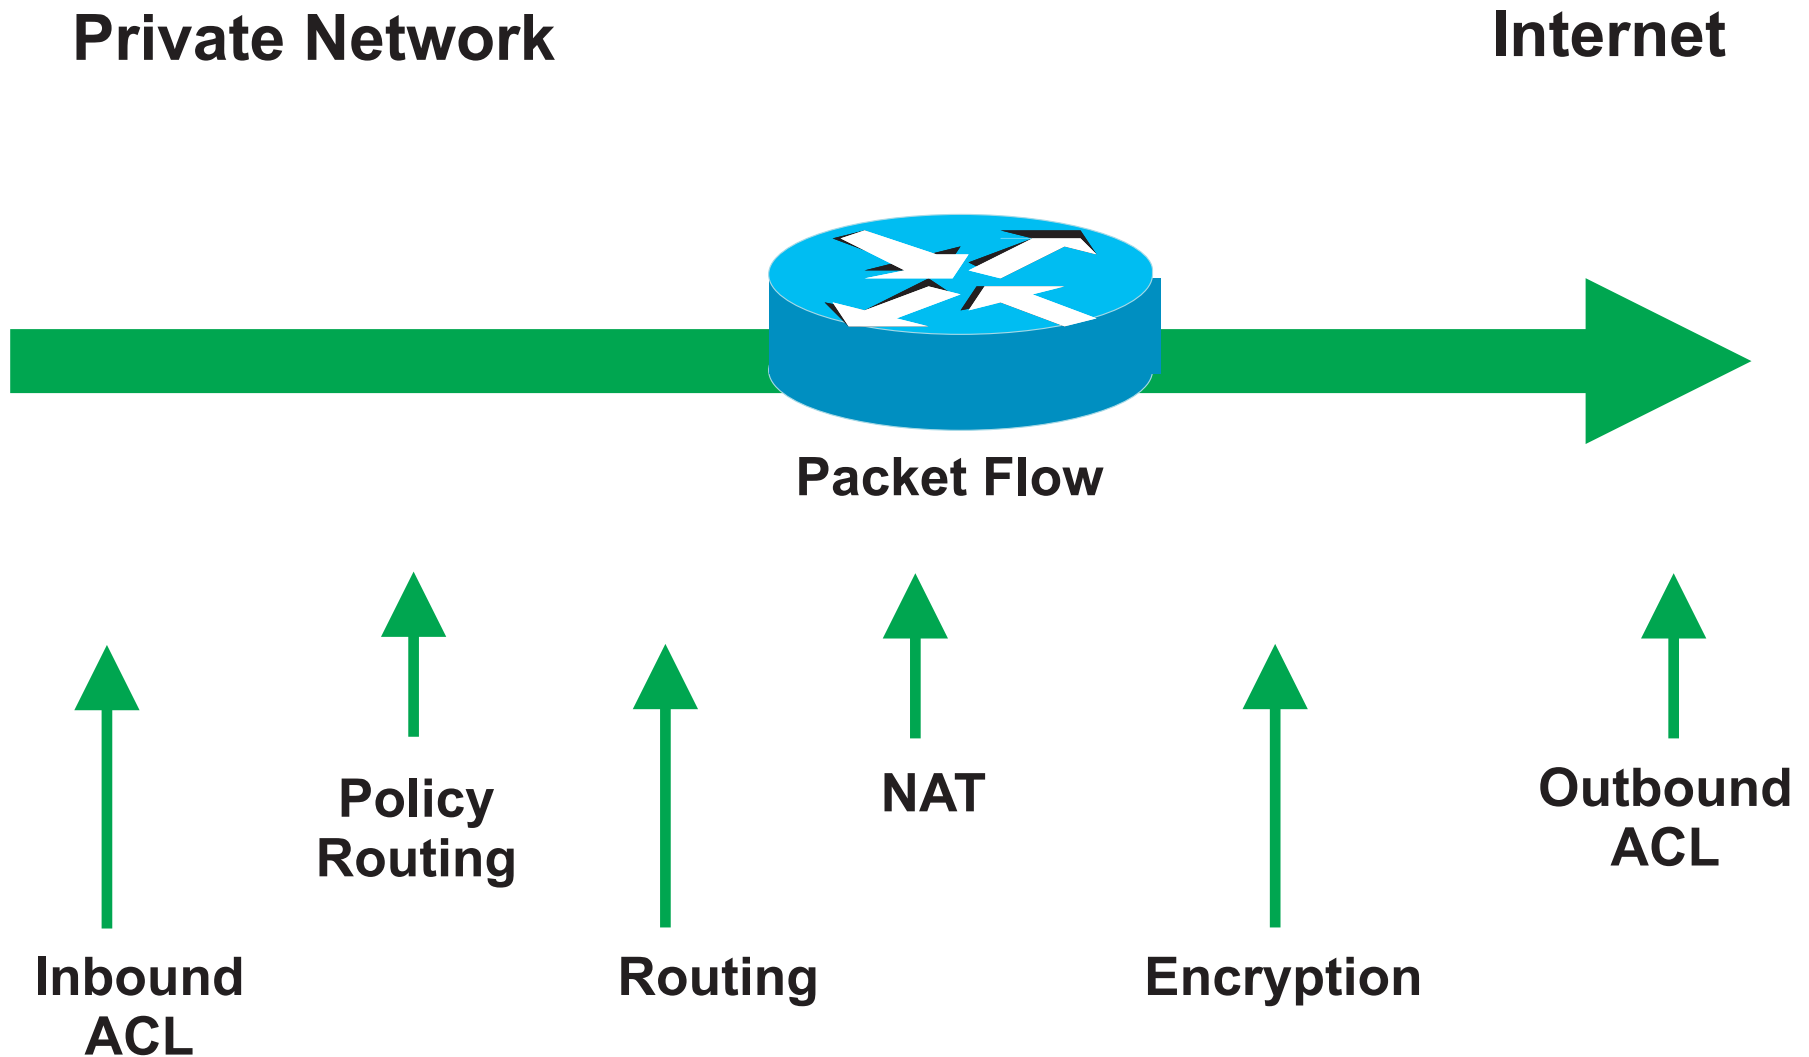 Private Network
Internet
Packet Flow
Policy
Routing
NAT
Outbound
ACL
Inbound
ACL
Routing
Encryption